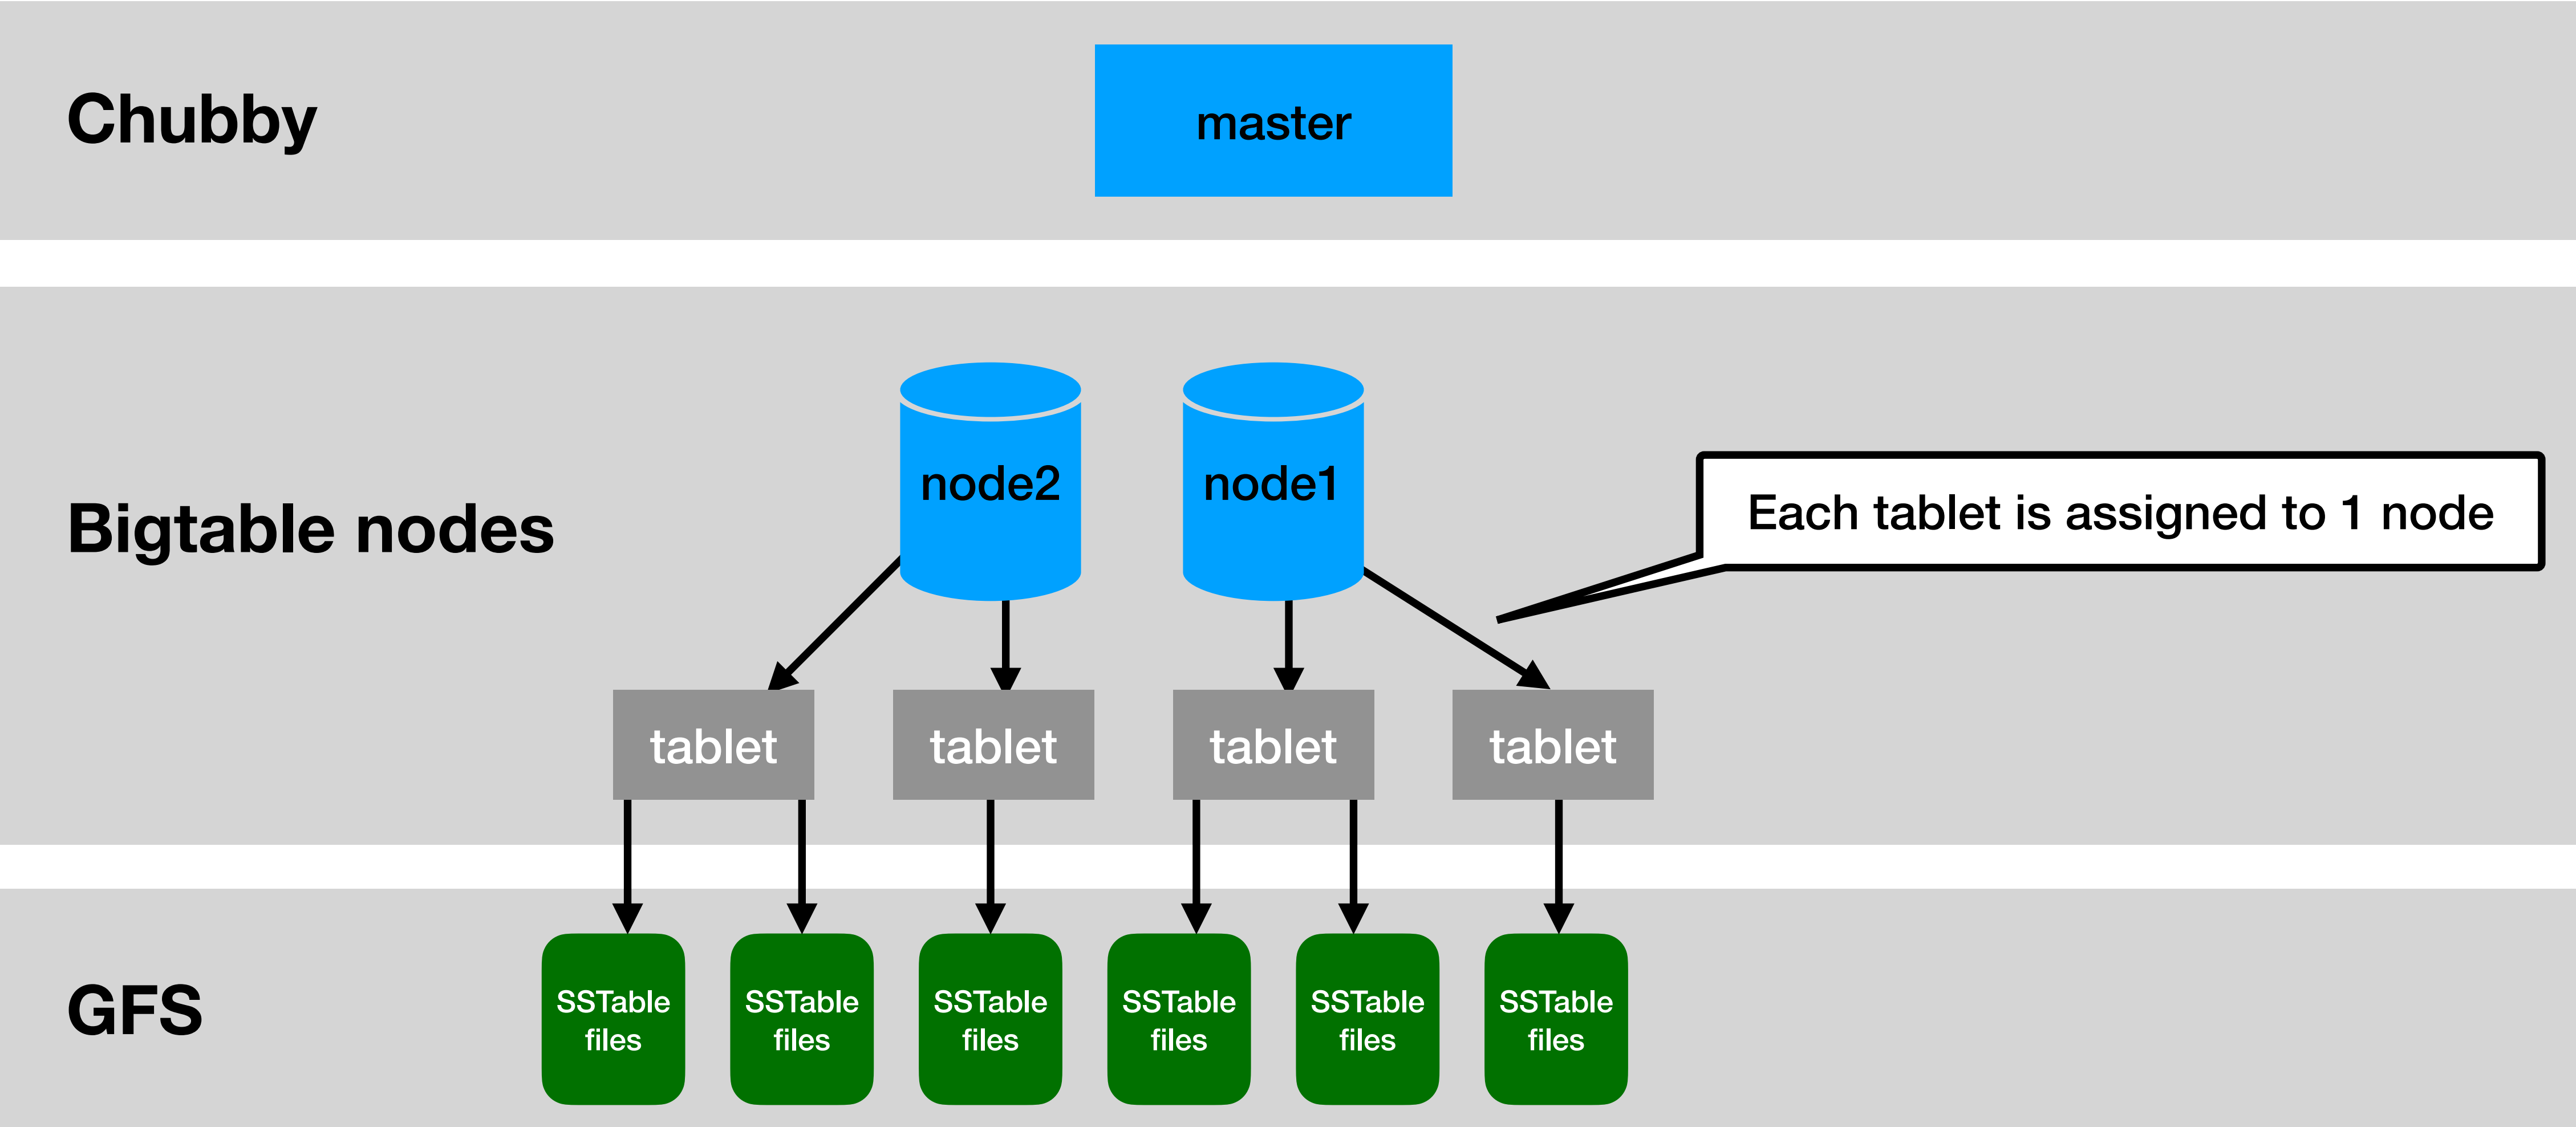 Chubby
master
Bigtable nodes
node2
node1
Each tablet is assigned to 1 node
tablet
tablet
tablet
tablet
GFS
SSTable
files
SSTable
files
SSTable
files
SSTable
files
SSTable
files
SSTable
files